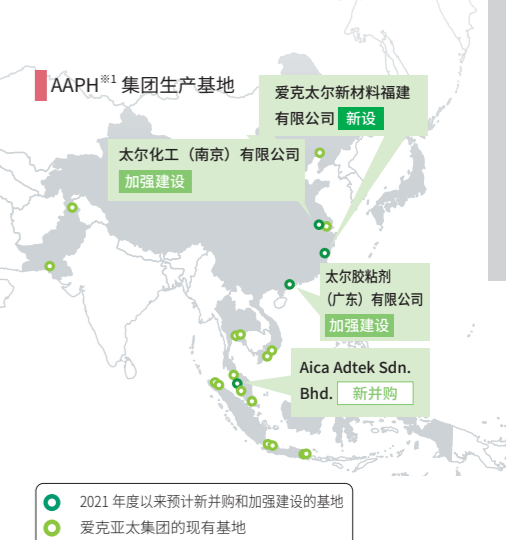 AAPH※1 集团生产基地
爱克太尔新材料福建
有限公司 新设
太尔化工（南京）有限公司
加强建设
太尔胶粘剂
（广东）有限公司
加强建设
Aica Adtek Sdn.
Bhd. 新并购
2021 年度以来预计新并购和加强建设的基地
爱克亚太集团的现有基地